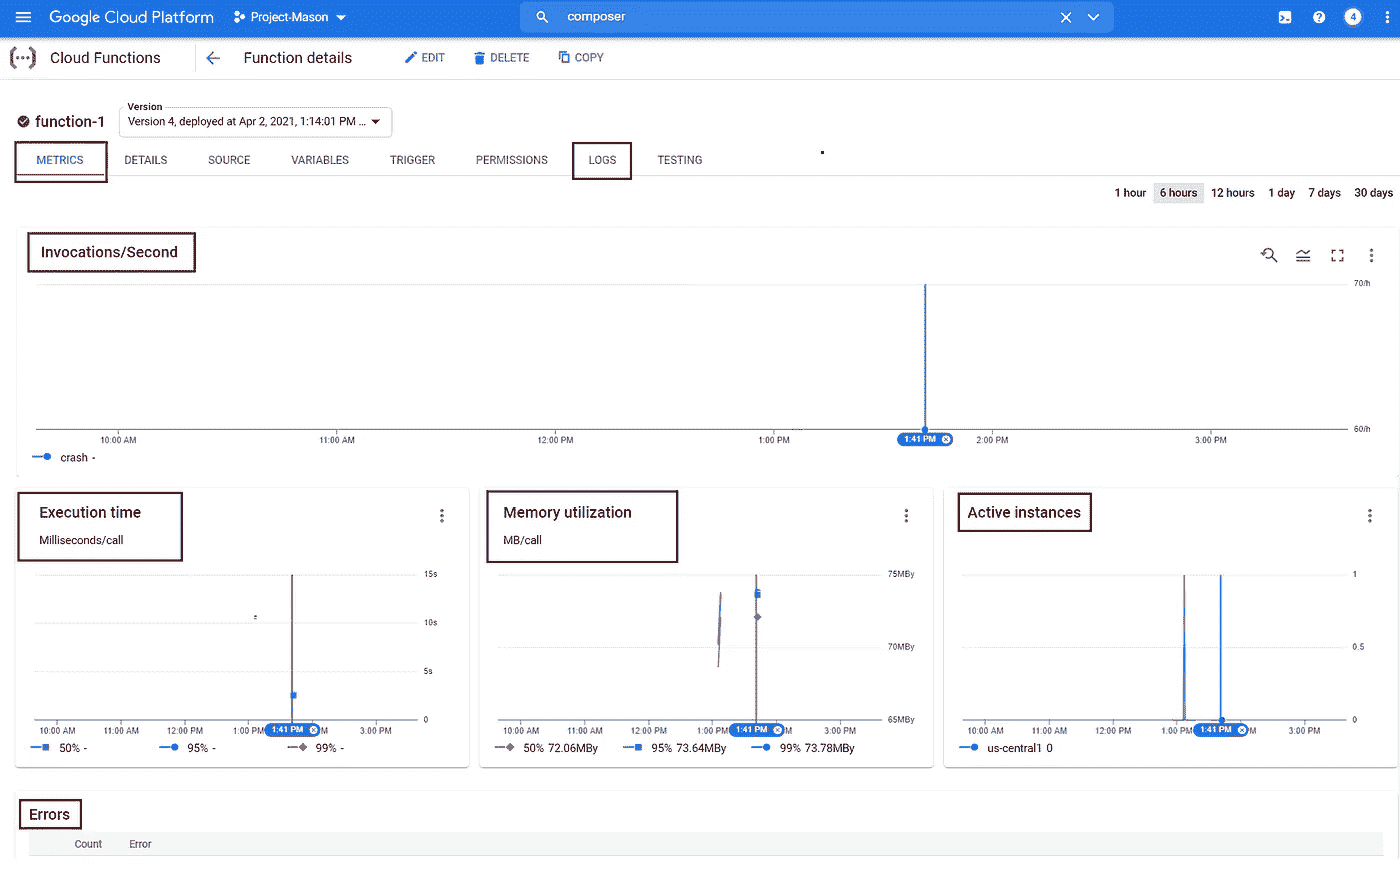 Google Cloud Platform Project-Mason composer 4
Cloud Functions Function details EDIT DELETE COPY
function-1 Version
Version 4, deployed at Apr 2, 2021, 1:14:01 PM ...
METRICS DETAILS SOURCE VARIABLES TRIGGER PERMISSIONS LOGS TESTING
1 hour 6 hours 12 hours 1 day 7 days 30 days
Invocations/Second
70/h
60/h
10:00 AM 11:00 AM 12:00 PM 1:00 PM 1:41 PM 2:00 PM 3:00 PM
crash -
Execution time
Milliseconds/call
15s
10s
5s
0
10:00 AM 11:00 AM 12:00 PM 1:00 PM 1:41 PM 3:00 PM
50% - 95% - 99% -
Memory utilization
MB/call
75MBy
70MBy
65MBy
10:00 AM 11:00 AM 12:00 PM 1:00 PM 1:41 PM 3:00 PM
50% 72.06MBy 95% 73.64MBy 99% 73.78MBy
Active instances
1
0.5
0
10:00 AM 11:00 AM 12:00 PM 1:00 PM 1:41 PM 3:00 PM
us-central1 0
Errors
Count Error